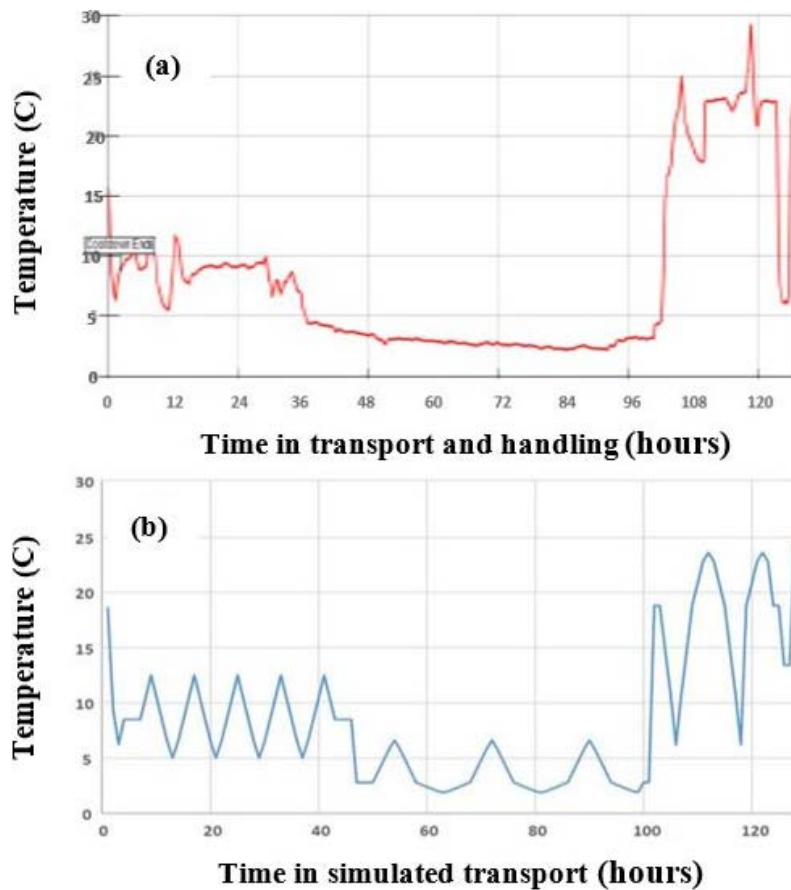 30
(a)
25
Temperature (C)
20
15
Cooldown Ends
10
5
0
0 12 24 36 48 60 72 84 96 108 120
Time in transport and handling (hours)
30
(b)
25
Temperature (C)
20
15
10
5
0
0 20 40 60 80 100 120
Time in simulated transport (hours)